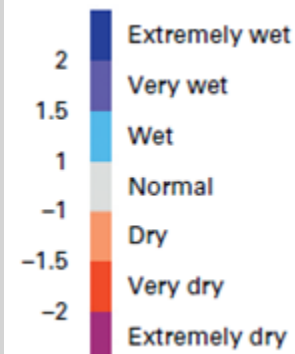 Extremely wet
2
Very wet
1.5
Wet
1
Normal
–1
Dry
–1.5
Very dry
–2
Extremely dry